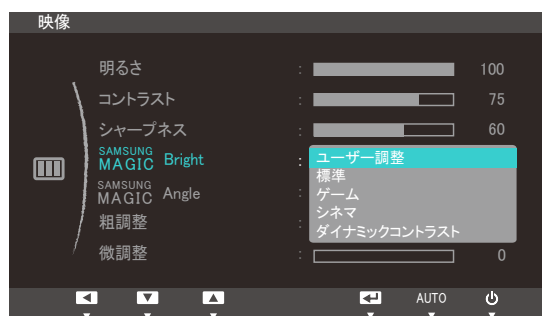 映像
明るさ : 100
コントラスト : 75
シャープネス : 60
SAMSUNG
MAGIC Bright : ユーザー調整
標準
SAMSUNG
MAGIC Angle : ゲーム
シネマ
粗調整 : ダイナミックコントラスト
微調整 : 0
AUTO